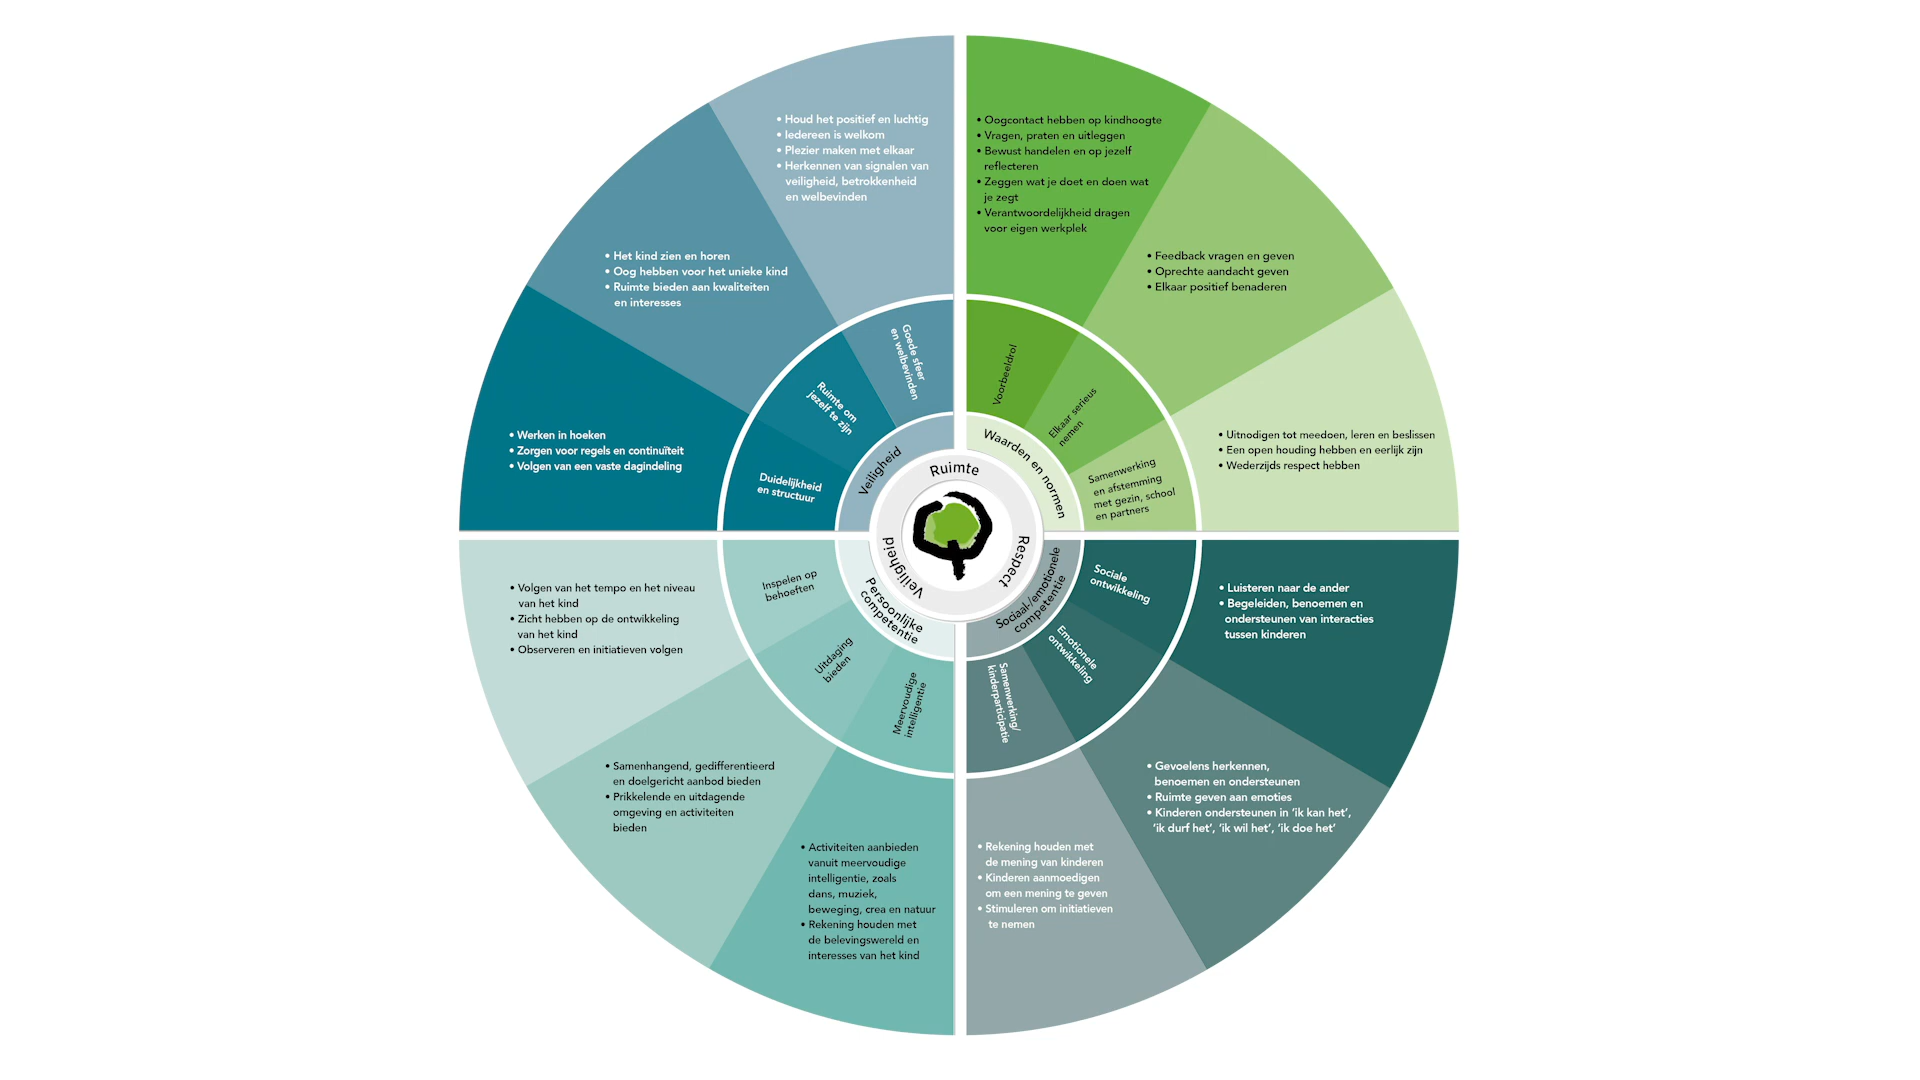 • Houd het positief en luchtig
• Iedereen is welkom
• Plezier maken met elkaar
• Herkennen van signalen van
veiligheid, betrokkenheid
en welbevinden
• Oogcontact hebben op kindhoogte
• Vragen, praten en uitleggen
• Bewust handelen en op jezelf
reflecteren
• Zeggen wat je doet en doen wat
je zegt
• Verantwoordelijkheid dragen
voor eigen werkplek
• Het kind zien en horen
• Oog hebben voor het unieke kind
• Ruimte bieden aan kwaliteiten
en interesses
• Feedback vragen en geven
• Oprechte aandacht geven
• Elkaar positief benaderen
• Werken in hoeken
• Zorgen voor regels en continuïteit
• Volgen van een vaste dagindeling
• Uitnodigen tot meedoen, leren en beslissen
• Een open houding hebben en eerlijk zijn
• Wederzijds respect hebben
Goede sfeer
en welbevinden
Ruimte om
jezelf te zijn
Duidelijkheid
en structuur
Veiligheid
Voorbeeldrol
Elkaar serieus
nemen
Samenwerking
en afstemming
met gezin, school
en partners
Waarden en normen
Ruimte
Respect
Veiligheid
Inspelen op
behoeften
Uitdaging
bieden
Meervoudige
intelligentie
Persoonlijke
competentie
Sociaal-/emotionele
competentie
Sociale
ontwikkeling
Emotionele
ontwikkeling
Samenwerking/
kinderparticipatie
• Volgen van het tempo en het niveau
van het kind
• Zicht hebben op de ontwikkeling
van het kind
• Observeren en initiatieven volgen
• Luisteren naar de ander
• Begeleiden, benoemen en
ondersteunen van interacties
tussen kinderen
• Samenhangend, gedifferentieerd
en doelgericht aanbod bieden
• Prikkelende en uitdagende
omgeving en activiteiten
bieden
• Gevoelens herkennen,
benoemen en ondersteunen
• Ruimte geven aan emoties
• Kinderen ondersteunen in ‘ik kan het’,
‘ik durf het’, ‘ik wil het’, ‘ik doe het’
• Activiteiten aanbieden
vanuit meervoudige
intelligentie, zoals
dans, muziek,
beweging, crea en natuur
• Rekening houden met
de belevingswereld en
interesses van het kind
• Rekening houden met
de mening van kinderen
• Kinderen aanmoedigen
om een mening te geven
• Stimuleren om initiatieven
te nemen